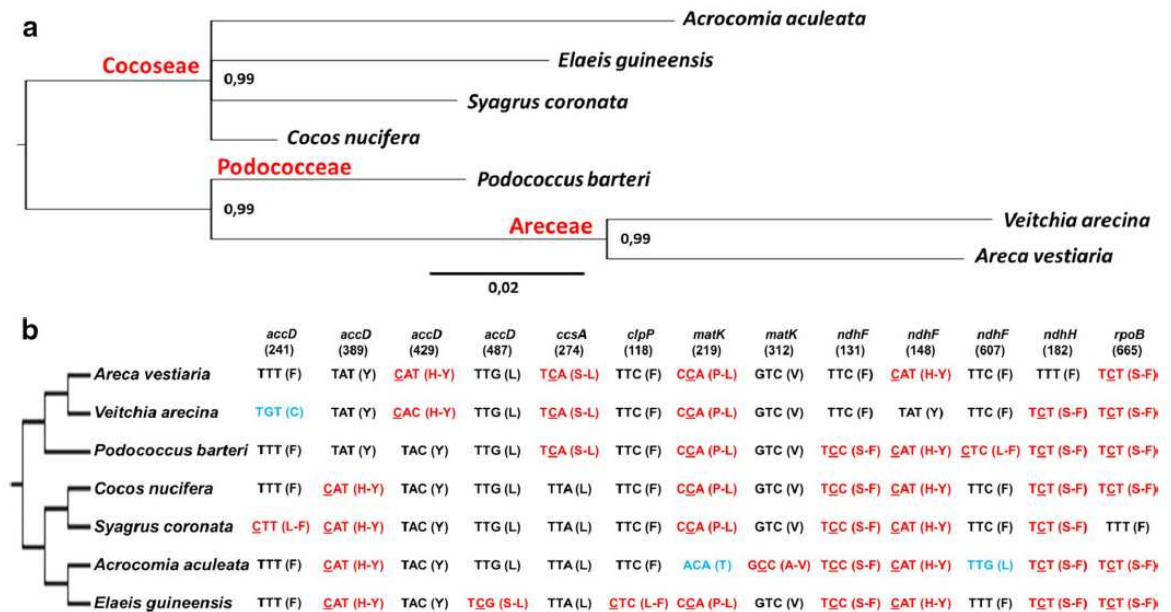 a
Acrocomia aculeata
Elaeis guineensis
Cocoseae
0,99
Syagrus coronata
Cocos nucifera
Podococceae
Podococcus barteri
0,99
Veitchia arecina
Areceae
0,99
Areca vestiaria
0,02
b
accD accD accD accD ccsA clpP matK matK ndhF ndhF ndhF ndhH rpoB
(241) (389) (429) (487) (274) (118) (219) (312) (131) (148) (607) (182) (665)
Areca vestiaria TTT (F) TAT (Y) CAT (H-Y) TTG (L) TCA (S-L) TTC (F) CCA (P-L) GTC (V) TTC (F) CAT (H-Y) TTC (F) TTT (F) TCT (S-F)
Veitchia arecina TGT (C) TAT (Y) CAC (H-Y) TTG (L) TCA (S-L) TTC (F) CCA (P-L) GTC (V) TTC (F) TAT (Y) TTC (F) TCT (S-F) TCT (S-F)
Podococcus barteri TTT (F) TAT (Y) TAC (Y) TTG (L) TCA (S-L) TTC (F) CCA (P-L) GTC (V) TCC (S-F) CAT (H-Y) CTC (L-F) TCT (S-F) TCT (S-F)
Cocos nucifera TTT (F) CAT (H-Y) TAC (Y) TTG (L) TTA (L) TTC (F) CCA (P-L) GTC (V) TCC (S-F) CAT (H-Y) TTC (F) TCT (S-F) TCT (S-F)
Syagrus coronata CTT (L-F) CAT (H-Y) TAC (Y) TTG (L) TTA (L) TTC (F) CCA (P-L) GTC (V) TCC (S-F) CAT (H-Y) TTC (F) TCT (S-F) TTT (F)
Acrocomia aculeata TTT (F) CAT (H-Y) TAC (Y) TTG (L) TTA (L) TTC (F) ACA (T) GCC (A-V) TCC (S-F) CAT (H-Y) TTG (L) TCT (S-F) TCT (S-F)
Elaeis guineensis TTT (F) CAT (H-Y) TAC (Y) TCG (S-L) TTA (L) CTC (L-F) CCA (P-L) GTC (V) TCC (S-F) CAT (H-Y) TTT (F) TCT (S-F) TCT (S-F)